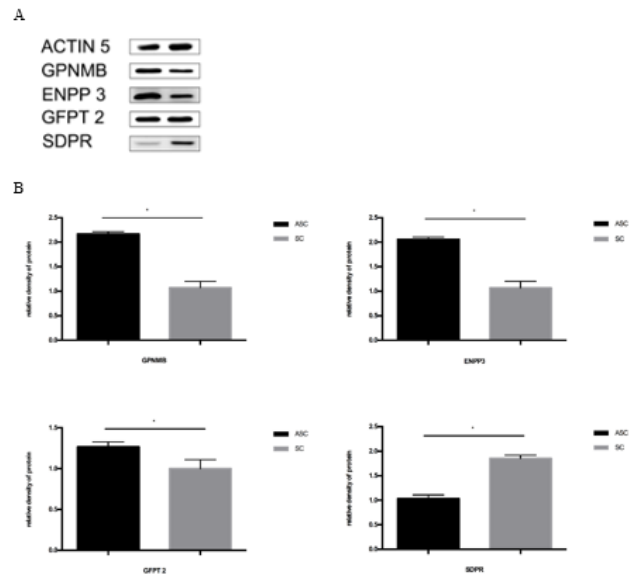 A
ACTIN 5
GPNMB
ENPP 3
GFPT 2
SDPR
B
relative density of protein
2.5
2.0
1.5
1.0
0.5
0.0
*
ASC
SC
GPNMB
relative density of protein
2.5
2.0
1.5
1.0
0.5
0.0
*
ASC
SC
ENPP3
relative density of protein
1.5
1.0
0.5
0.0
*
ASC
SC
GFPT 2
relative density of protein
2.5
2.0
1.5
1.0
0.5
0.0
*
ASC
SC
SDPR